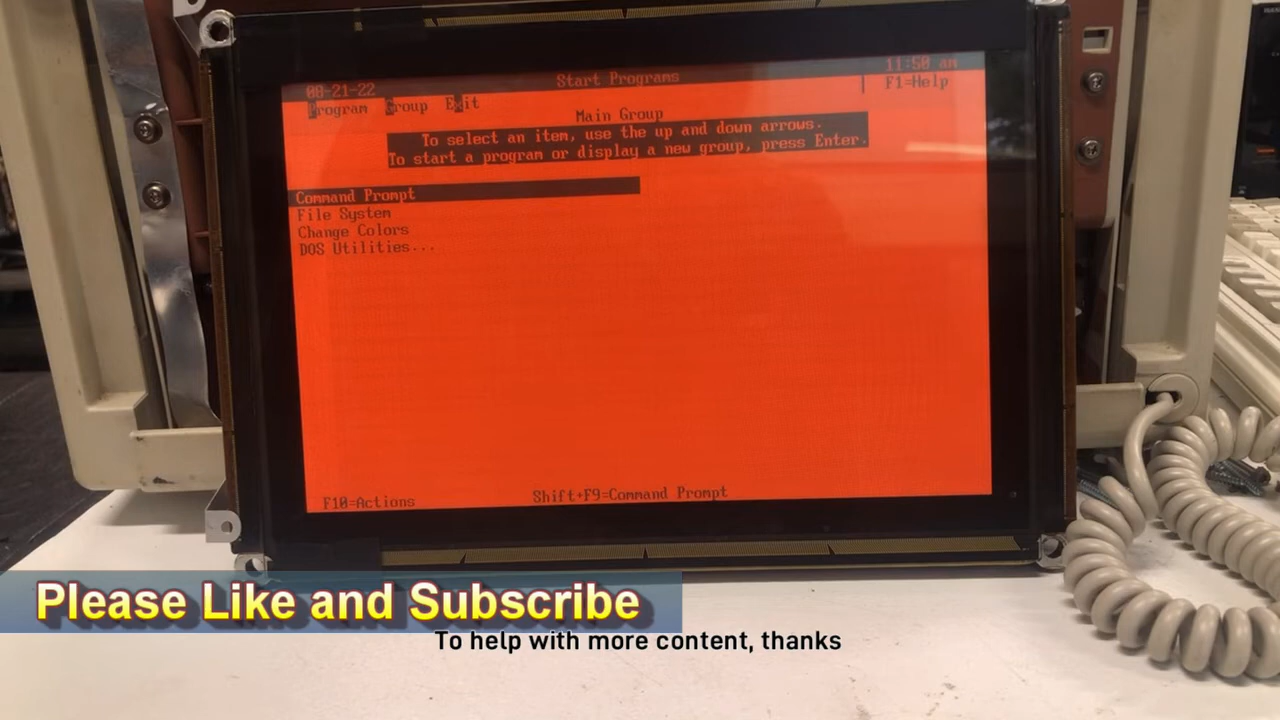 08-21-22
Start Programs
11:50 am
Program Group Exit
F1=Help
Main Group
To select an item, use the up and down arrows.
To start a program or display a new group, press Enter.
Command Prompt
File System
Change Colors
DOS Utilities...
F10=Actions
Shift+F9=Command Prompt
Please Like and Subscribe
To help with more content, thanks